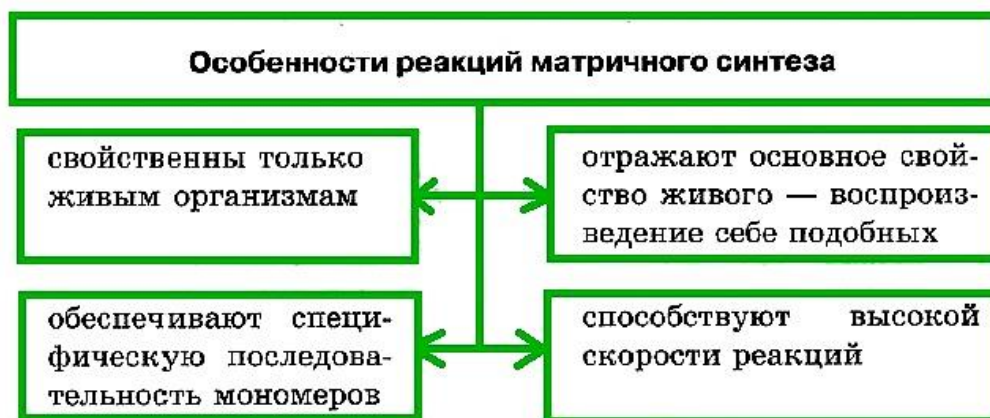 Особенности реакций матричного синтеза
свойственны только
живым организмам
отражают основное свой-
ство живого — воспроиз-
ведение себе подобных
обеспечивают специ-
фическую последова-
тельность мономеров
способствуют высокой
скорости реакций